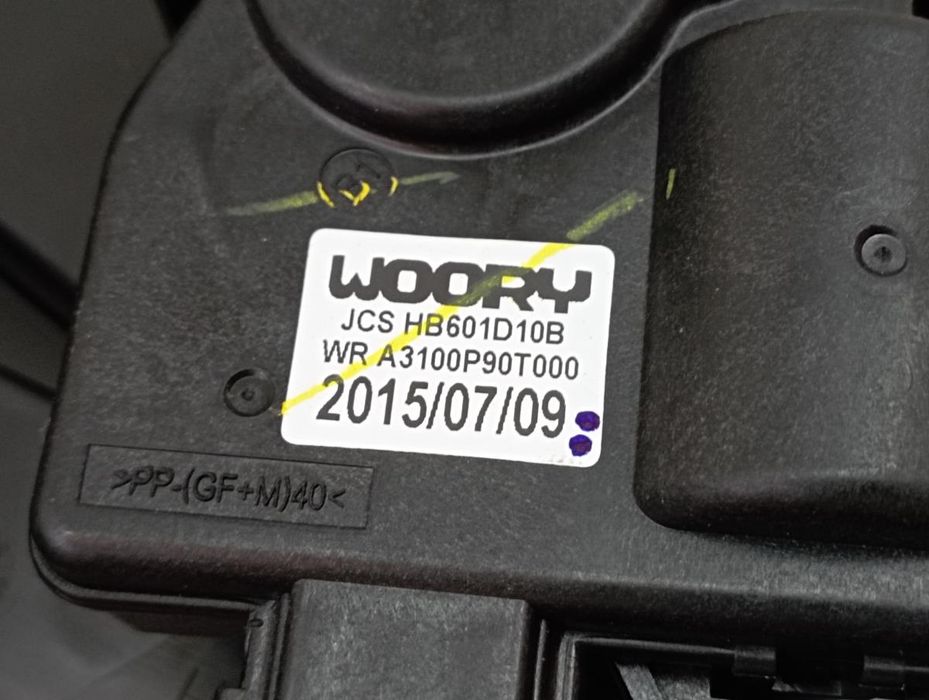 WOORY
JCS HB601D10B
WR A3100P90T000
2015/07/09
>PP-(GF+M)40<